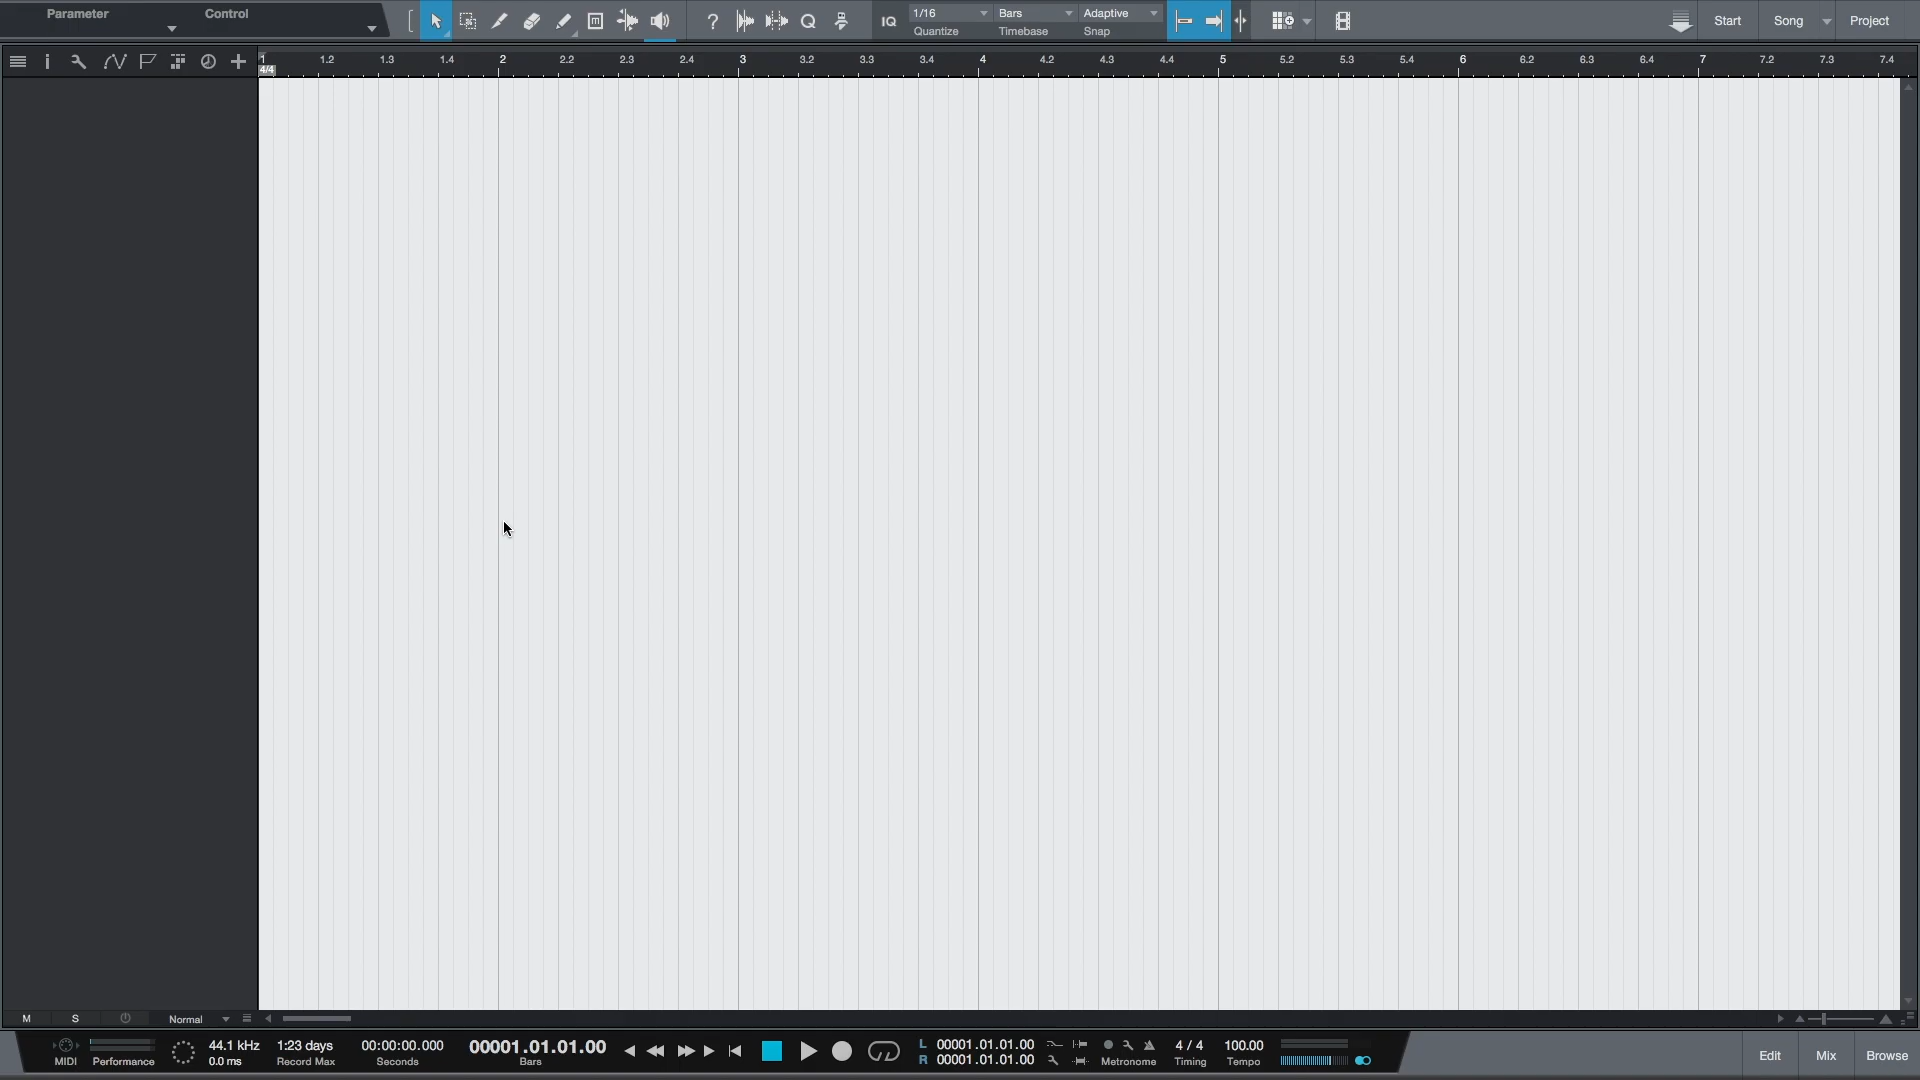 Parameter Control
IQ 1/16 Bars Adaptive
Quantize Timebase Snap
Start Song Project
1 1.2 1.3 1.4 2 2.2 2.3 2.4 3 3.2 3.3 3.4 4 4.2 4.3 4.4 5 5.2 5.3 5.4 6 6.2 6.3 6.4 7 7.2 7.3 7.4
4/4
M S Normal
44.1 kHz 1:23 days 00:00:00.000 00001.01.01.00 L 00001.01.01.00 4 / 4 100.00
MIDI Performance 0.0 ms Record Max Seconds Bars R 00001.01.01.00 Metronome Timing Tempo
Edit Mix Browse